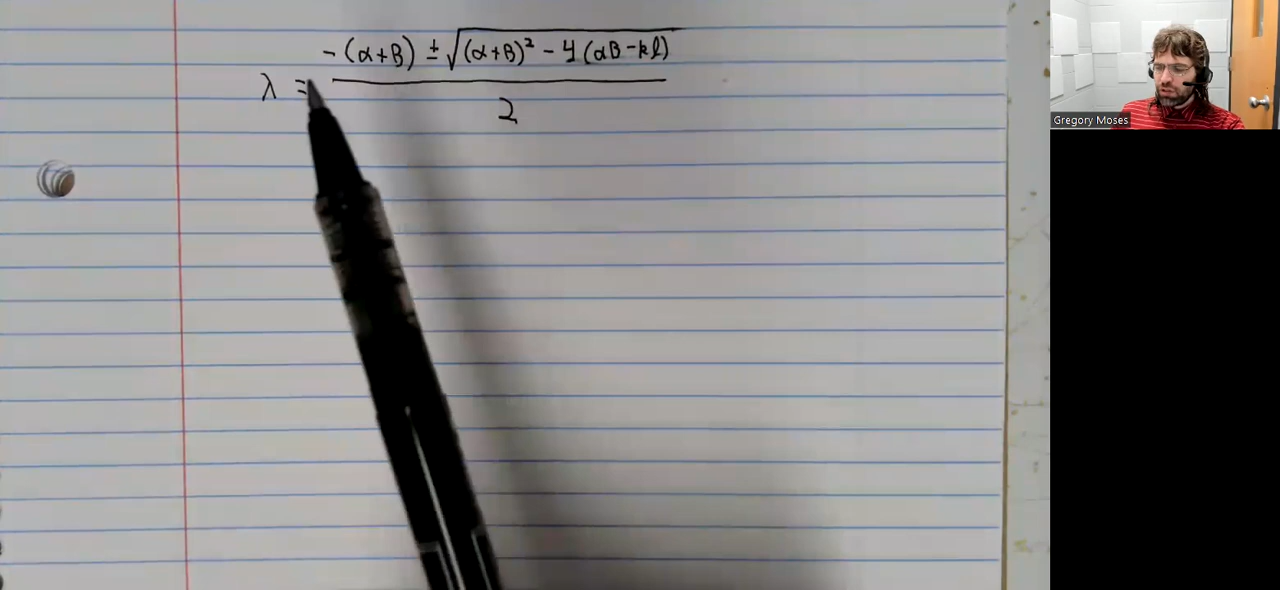 λ = (-(α+β) ± √((α+β)² - 4(αβ - kl))) / 2
Gregory Moses